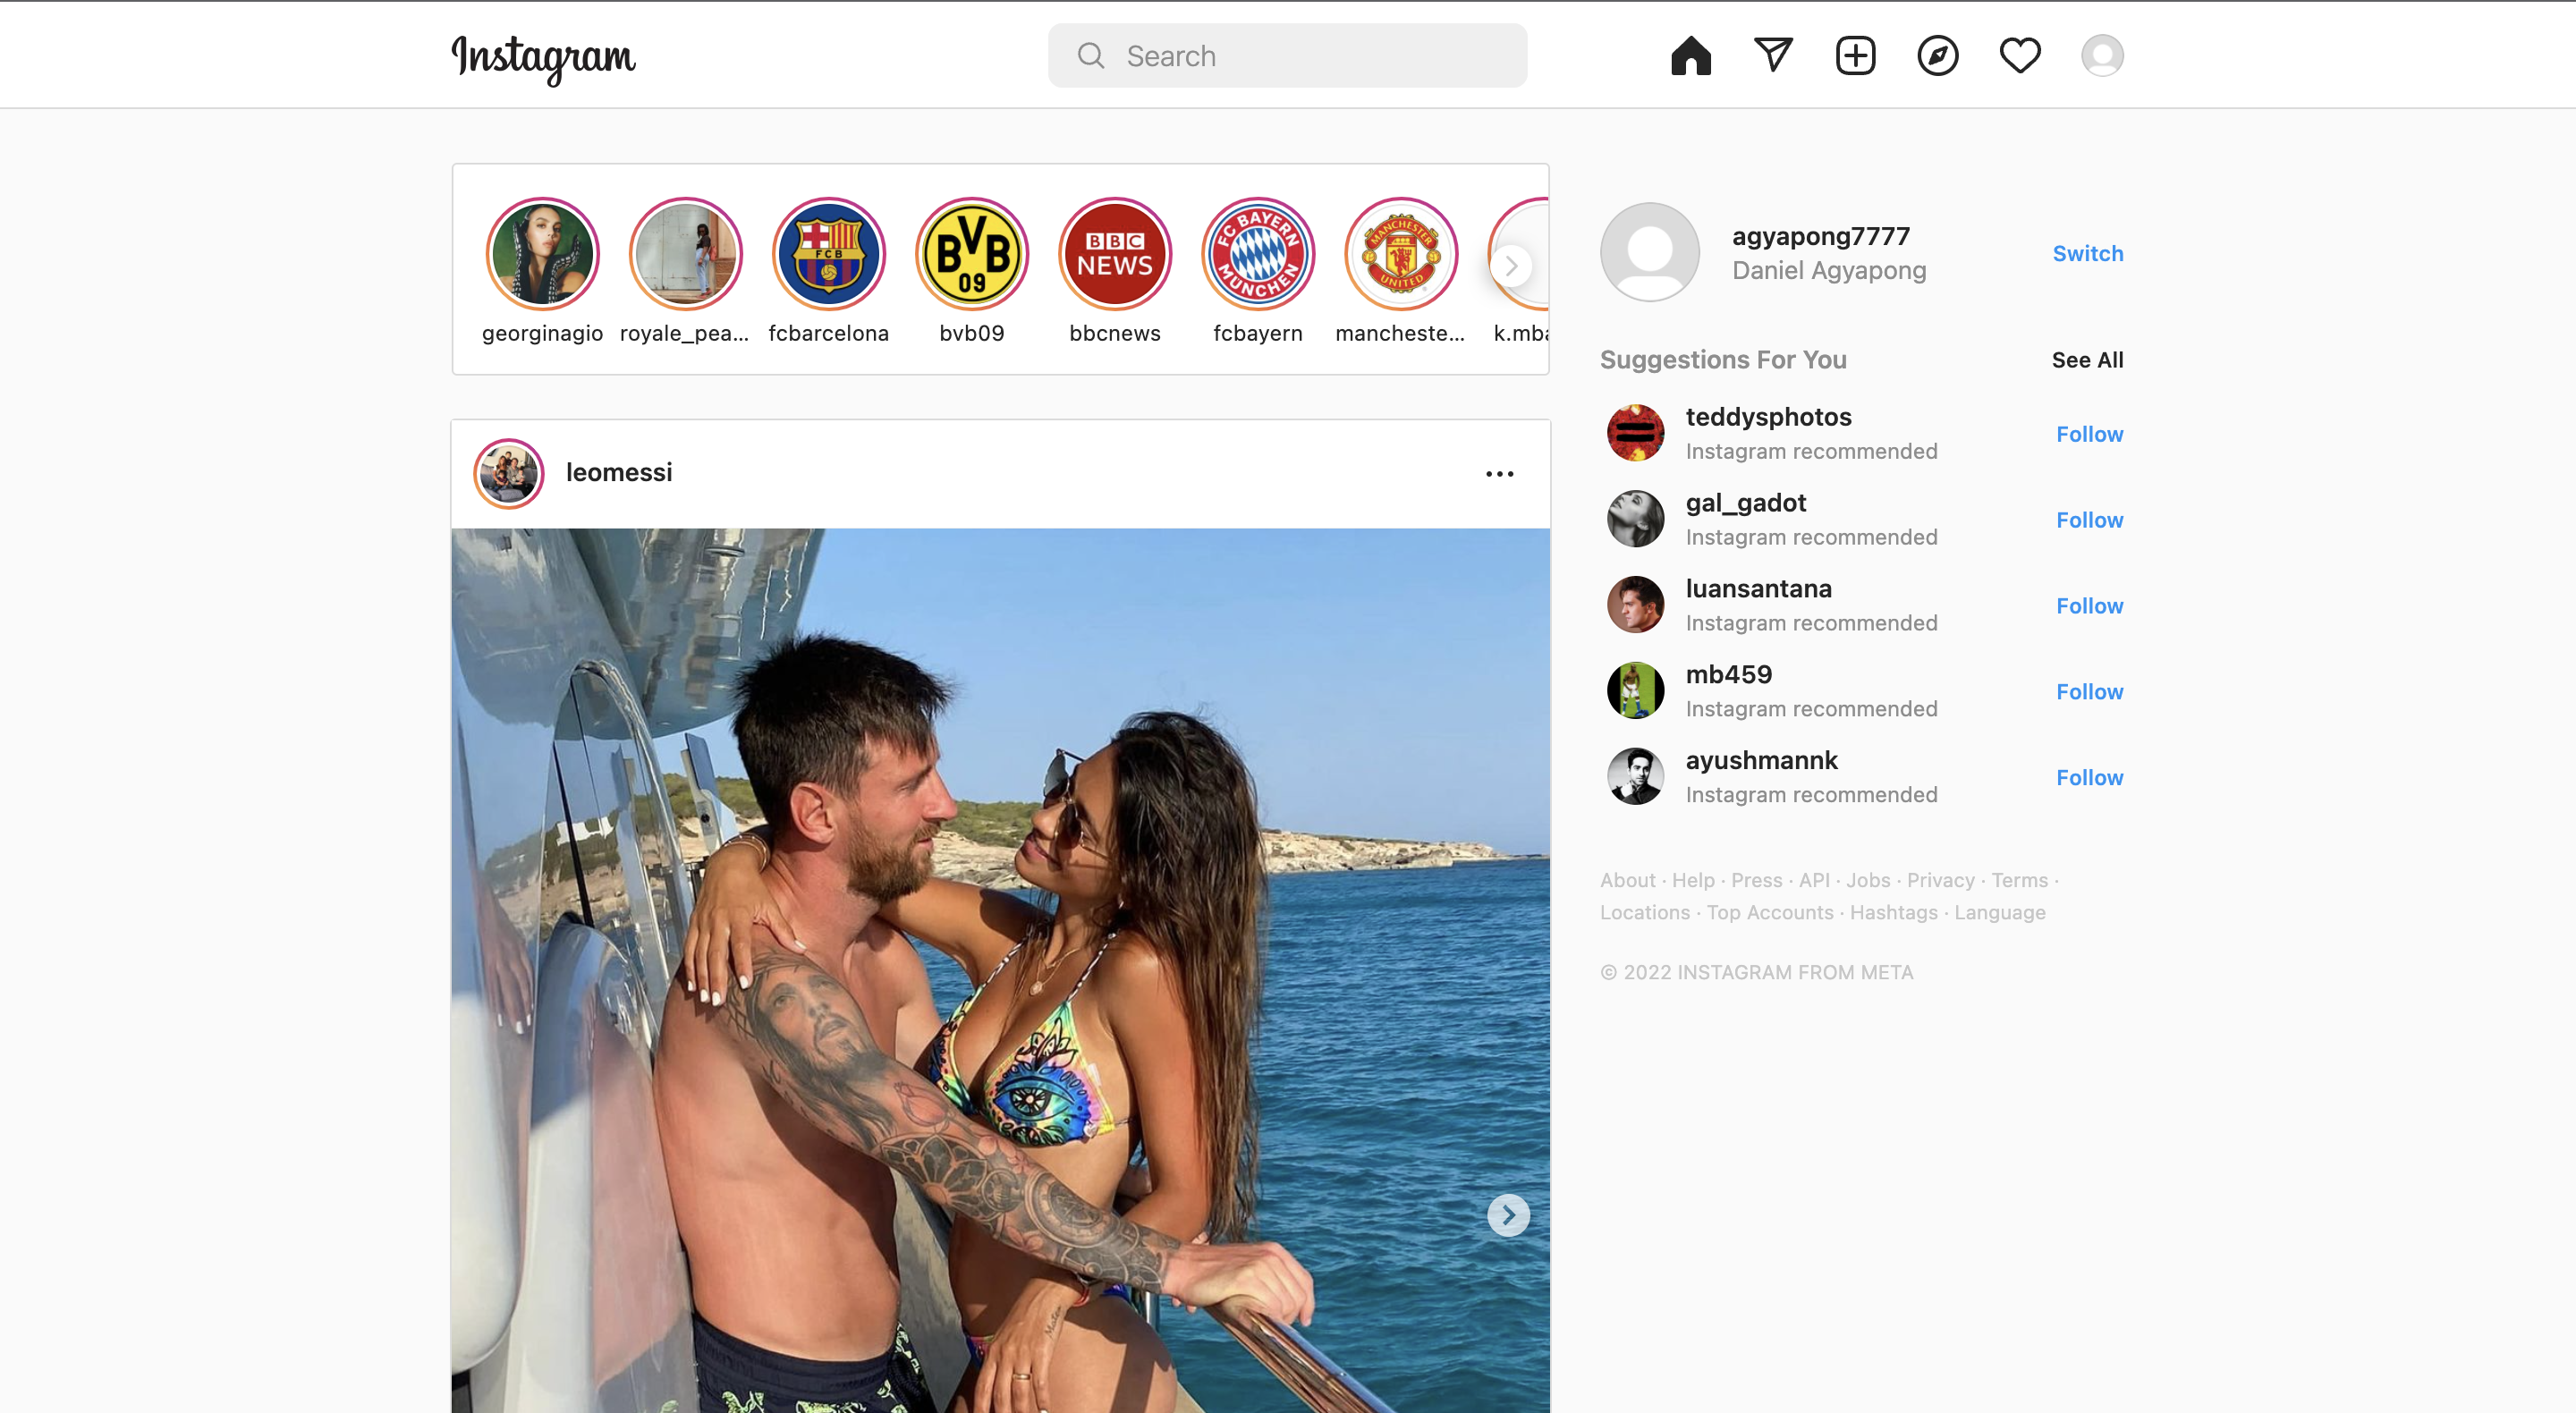 Instagram
Search
georginagio
royale_pea...
fcbarcelona
bvb09
bbcnews
fcbayern
mancheste...
k.mba
FCB
BVB
09
BBC
NEWS
FC BAYERN
MÜNCHEN
MANCHESTER
UNITED
agyapong7777
Daniel Agyapong
Switch
Suggestions For You
See All
teddysphotos
Instagram recommended
Follow
gal_gadot
Instagram recommended
Follow
luansantana
Instagram recommended
Follow
mb459
Instagram recommended
Follow
ayushmannk
Instagram recommended
Follow
About · Help · Press · API · Jobs · Privacy · Terms ·
Locations · Top Accounts · Hashtags · Language
© 2022 INSTAGRAM FROM META
leomessi
Mateo